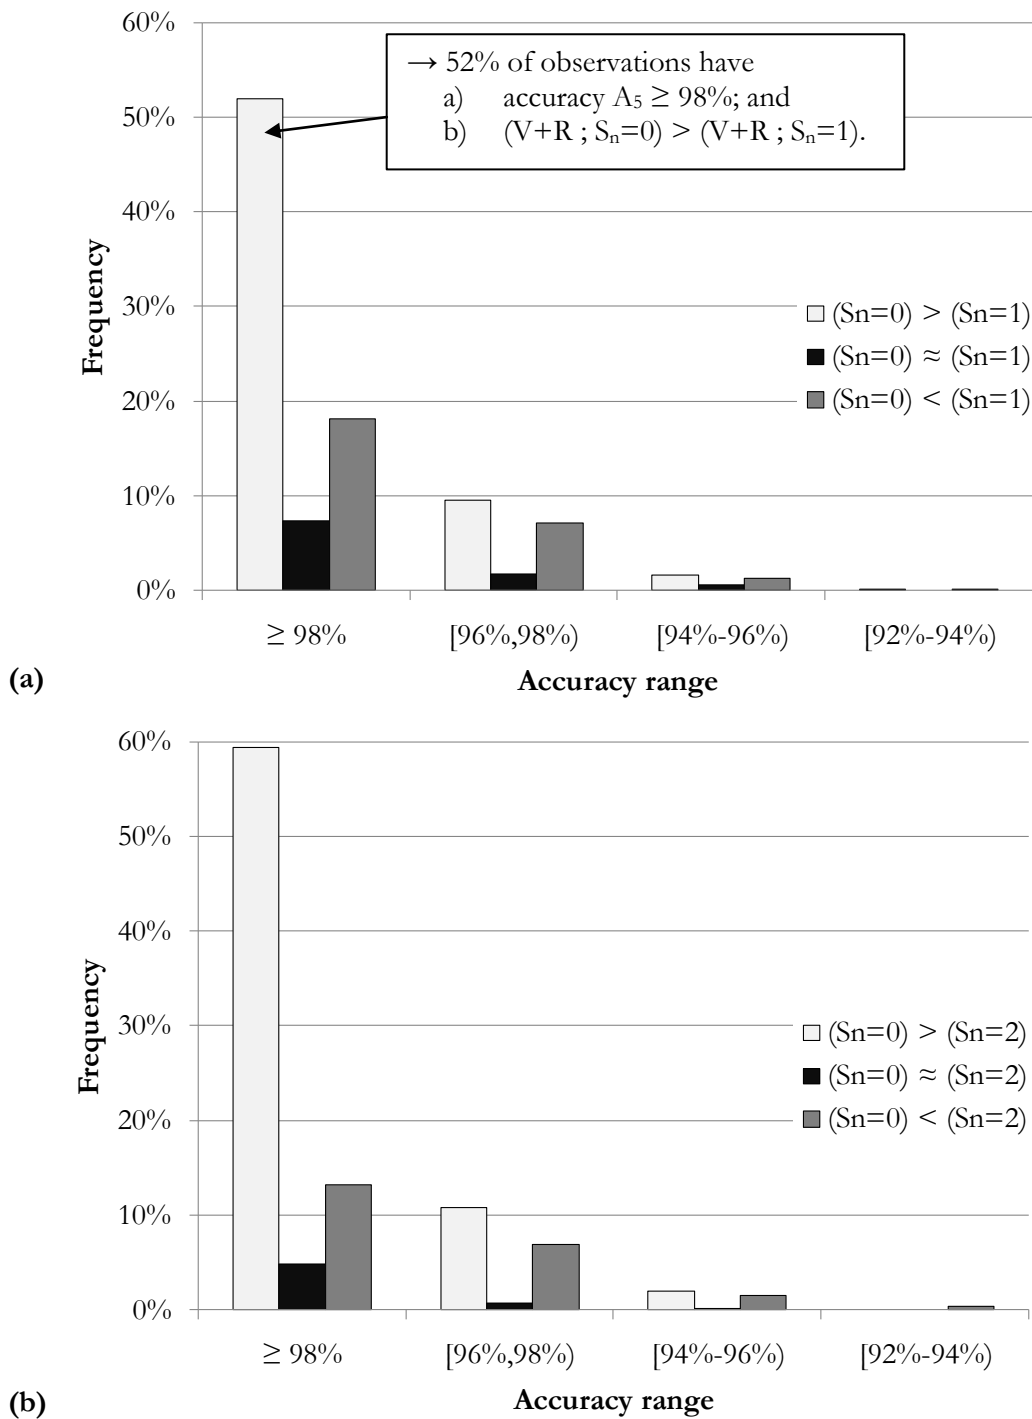 60%
→ 52% of observations have
a) accuracy A₅ ≥ 98%; and
b) (V+R ; Sₙ=0) > (V+R ; Sₙ=1).
50%
40%
30%
20%
10%
0%
Frequency
(Sn=0) > (Sn=1)
(Sn=0) ≈ (Sn=1)
(Sn=0) < (Sn=1)
≥ 98% [96%,98%) [94%-96%) [92%-94%)
(a) Accuracy range
60%
50%
40%
30%
20%
10%
0%
Frequency
(Sn=0) > (Sn=2)
(Sn=0) ≈ (Sn=2)
(Sn=0) < (Sn=2)
≥ 98% [96%,98%) [94%-96%) [92%-94%)
(b) Accuracy range